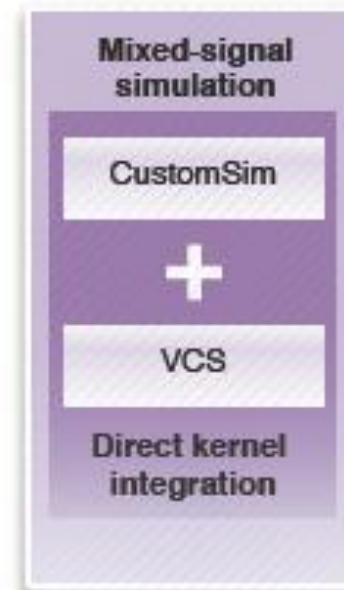 Mixed-signal
simulation
CustomSim
+
VCS
Direct kernel
integration